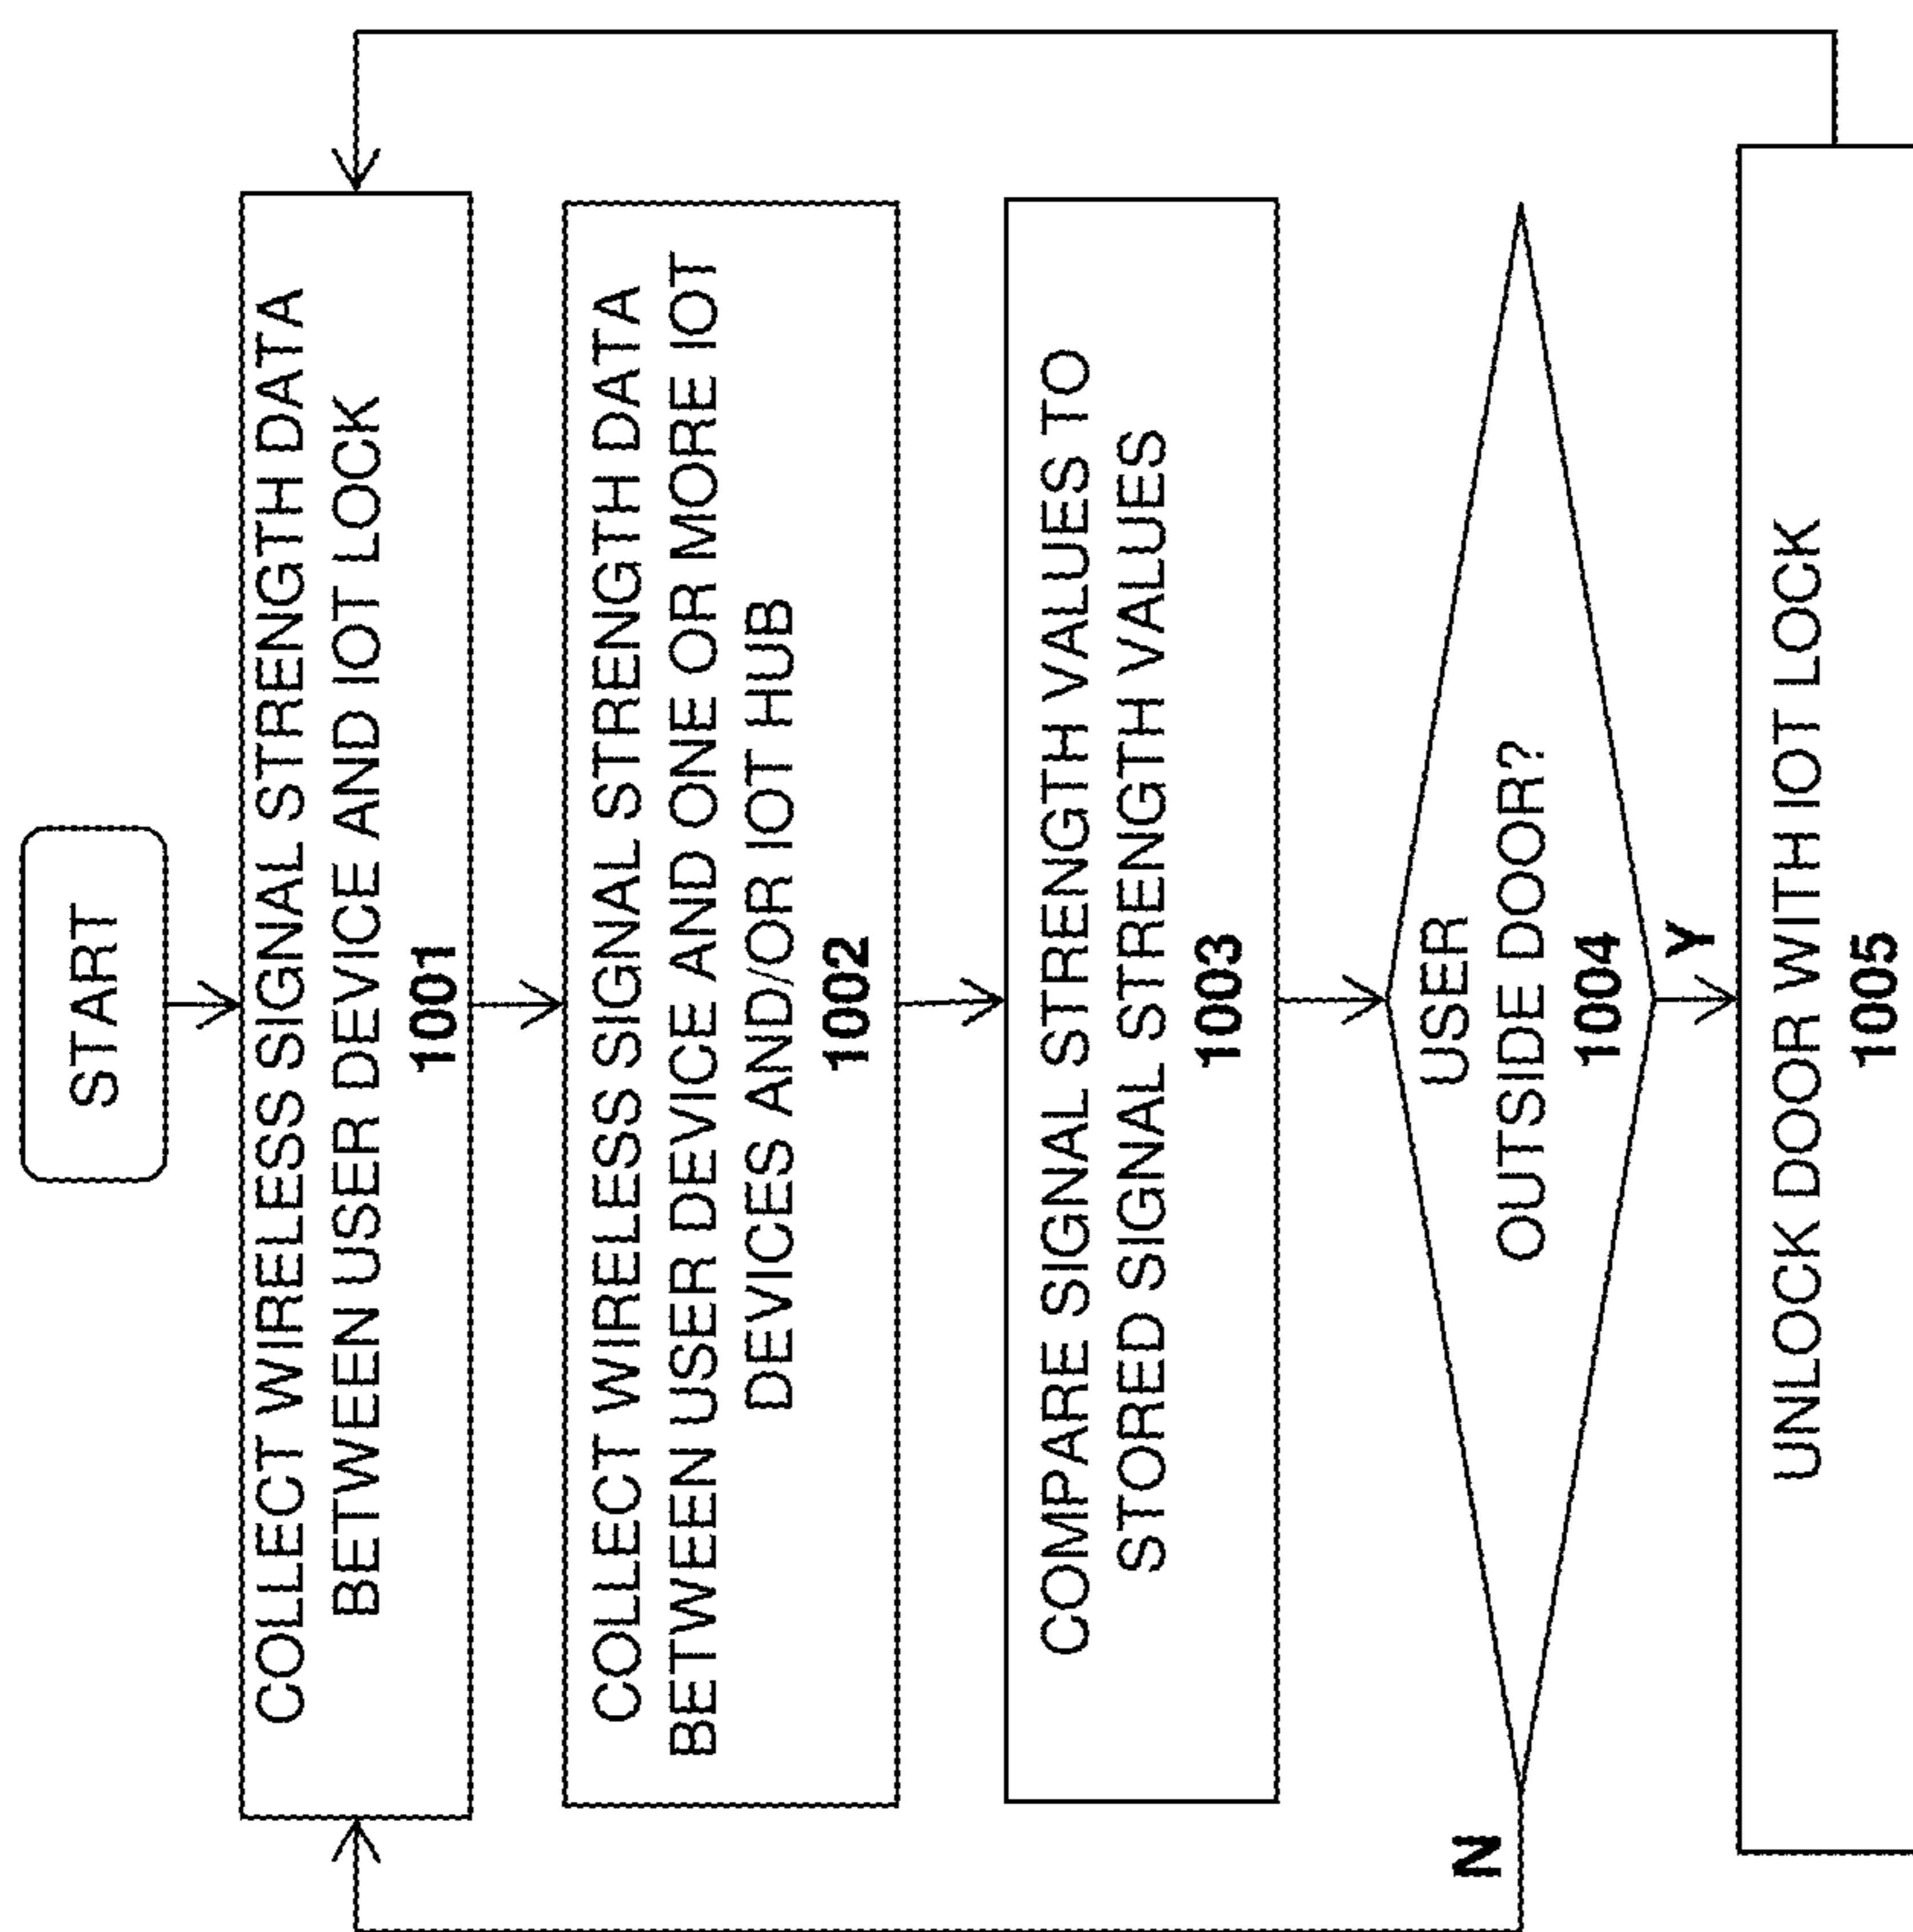 START
COLLECT WIRELESS SIGNAL STRENGTH DATA
BETWEEN USER DEVICE AND IOT LOCK
1001
COLLECT WIRELESS SIGNAL STRENGTH DATA
BETWEEN USER DEVICE AND ONE OR MORE IOT
DEVICES AND/OR IOT HUB
1002
COMPARE SIGNAL STRENGTH VALUES TO
STORED SIGNAL STRENGTH VALUES
1003
USER
OUTSIDE DOOR?
1004
N
Y
UNLOCK DOOR WITH IOT LOCK
1005